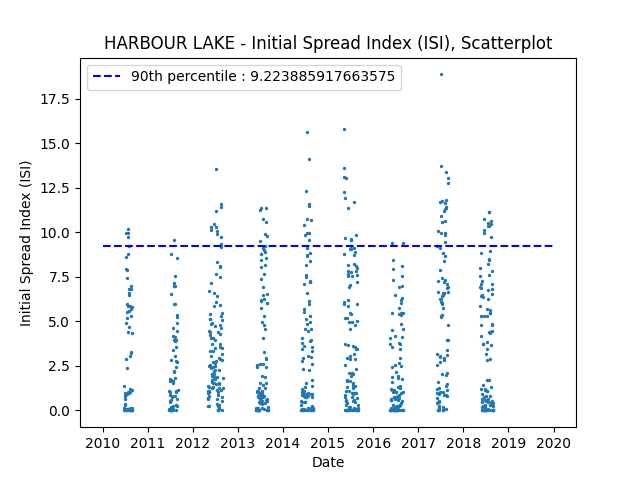 HARBOUR LAKE - Initial Spread Index (ISI), Scatterplot
90th percentile : 9.223885917663575
Initial Spread Index (ISI)
17.5
15.0
12.5
10.0
7.5
5.0
2.5
0.0
2010 2011 2012 2013 2014 2015 2016 2017 2018 2019 2020
Date